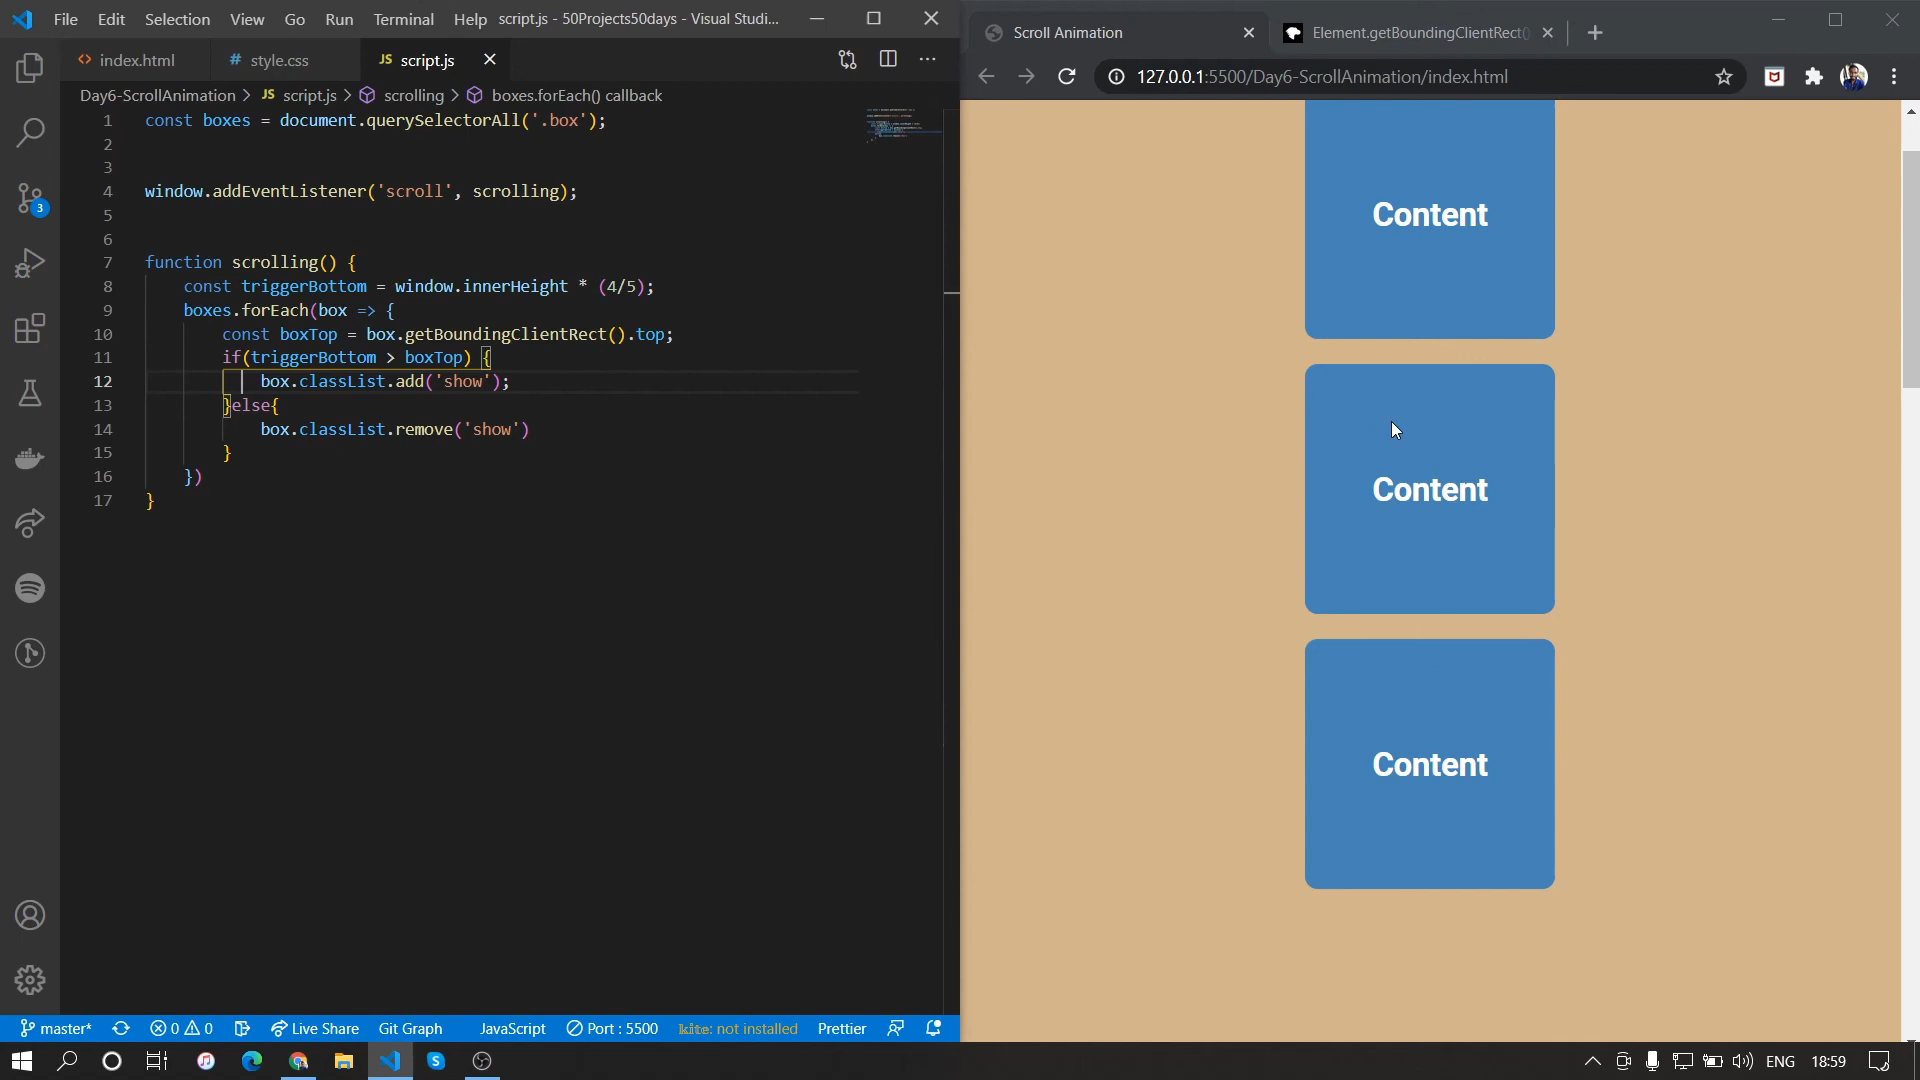 File Edit Selection View Go Run Terminal Help script.js - 50Projects50days - Visual Studi...
index.html # style.css JS script.js
Day6-ScrollAnimation > JS script.js > scrolling > boxes.forEach() callback
1 const boxes = document.querySelectorAll('.box');
2
3
4 window.addEventListener('scroll', scrolling);
5
6
7 function scrolling() {
8 const triggerBottom = window.innerHeight * (4/5);
9 boxes.forEach(box => {
10 const boxTop = box.getBoundingClientRect().top;
11 if(triggerBottom > boxTop) {
12 box.classList.add('show');
13 }else{
14 box.classList.remove('show')
15 }
16 })
17 }
3
master* 0 0 Live Share Git Graph JavaScript Port : 5500 kite: not installed Prettier
Scroll Animation Element.getBoundingClientRect()
127.0.0.1:5500/Day6-ScrollAnimation/index.html
Content
Content
Content
ENG 18:59